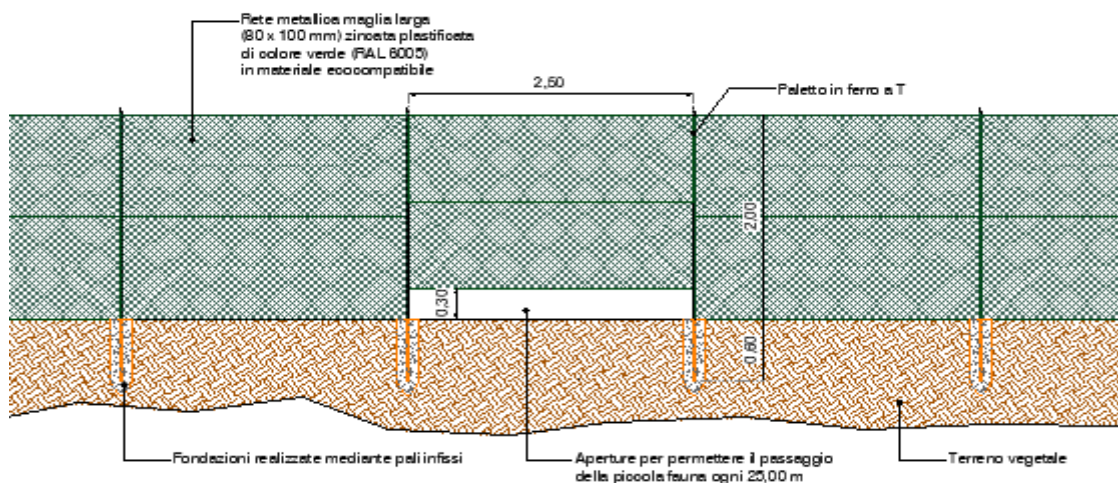 Rete metallica maglia larga
(80 x 100 mm) zincata plastificata
di colore verde (RAL 6005)
in materiale ecocompatibile
2,50
Paletto in ferro a T
2,00
0,30
0,60
Fondazioni realizzate mediante pali infissi
Aperture per permettere il passaggio
della piccola fauna ogni 25,00 m
Terreno vegetale